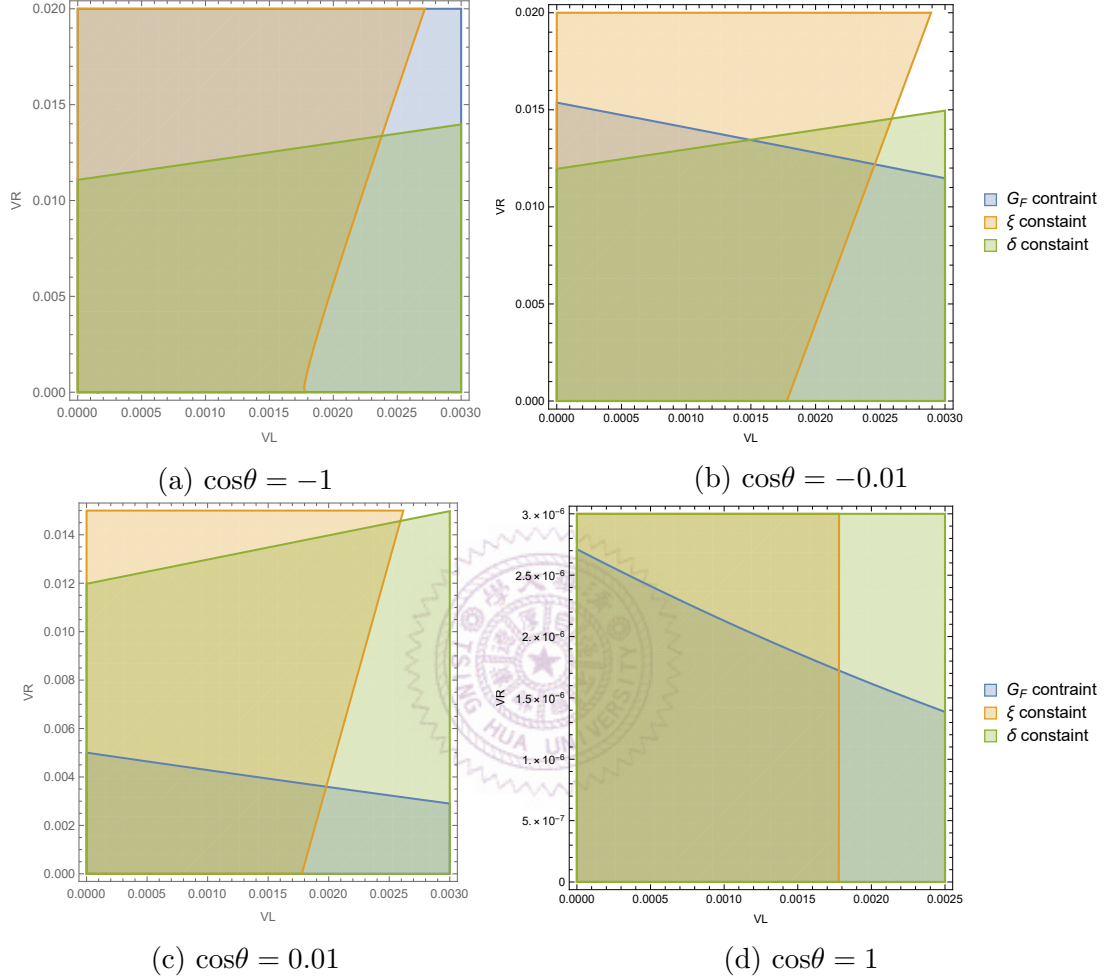 0.020
0.015
0.010
0.005
0.000
VR
0.0000 0.0005 0.0010 0.0015 0.0020 0.0025 0.0030
VL
(a) cosθ = −1
0.020
0.015
0.010
0.005
0.000
VR
0.0000 0.0005 0.0010 0.0015 0.0020 0.0025 0.0030
VL
(b) cosθ = −0.01
G_F contraint
ξ constaint
δ constaint
0.014
0.012
0.010
0.008
0.006
0.004
0.002
0.000
VR
0.0000 0.0005 0.0010 0.0015 0.0020 0.0025 0.0030
VL
(c) cosθ = 0.01
3. × 10⁻⁶
2.5 × 10⁻⁶
2. × 10⁻⁶
1.5 × 10⁻⁶
1. × 10⁻⁶
5. × 10⁻⁷
0
VR
0.0000 0.0005 0.0010 0.0015 0.0020 0.0025
VL
(d) cosθ = 1
G_F contraint
ξ constaint
δ constaint
TSING HUA UNIVERSITY